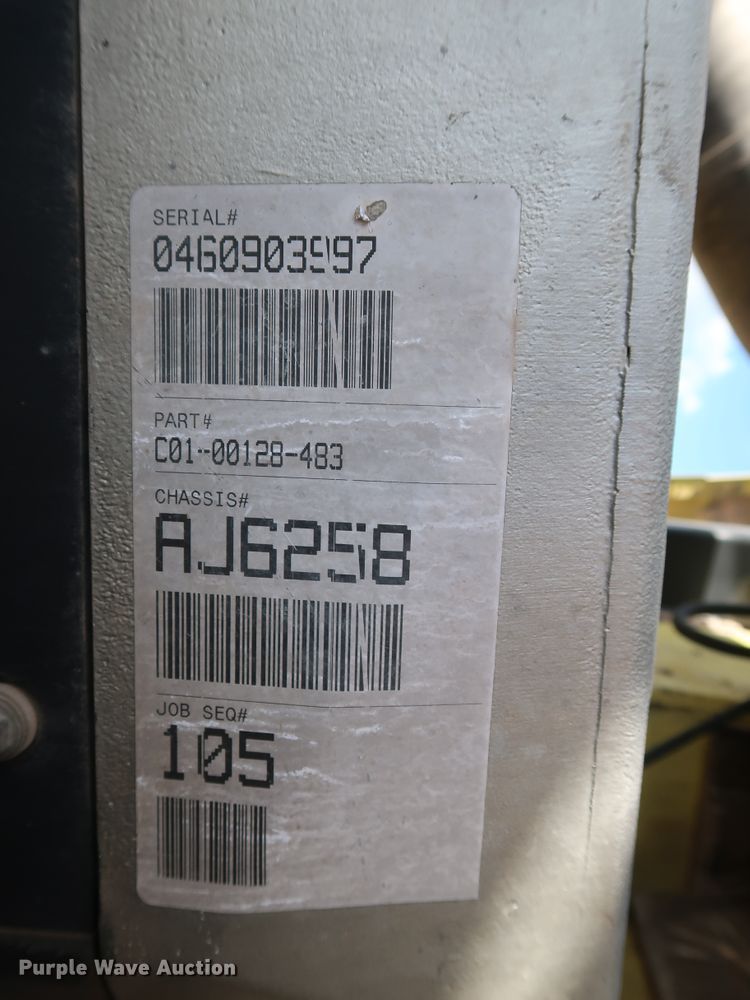 SERIAL#
0460903997
PART#
C01-00128-483
CHASSIS#
AJ6258
JOB SEQ#
105
Purple Wave Auction